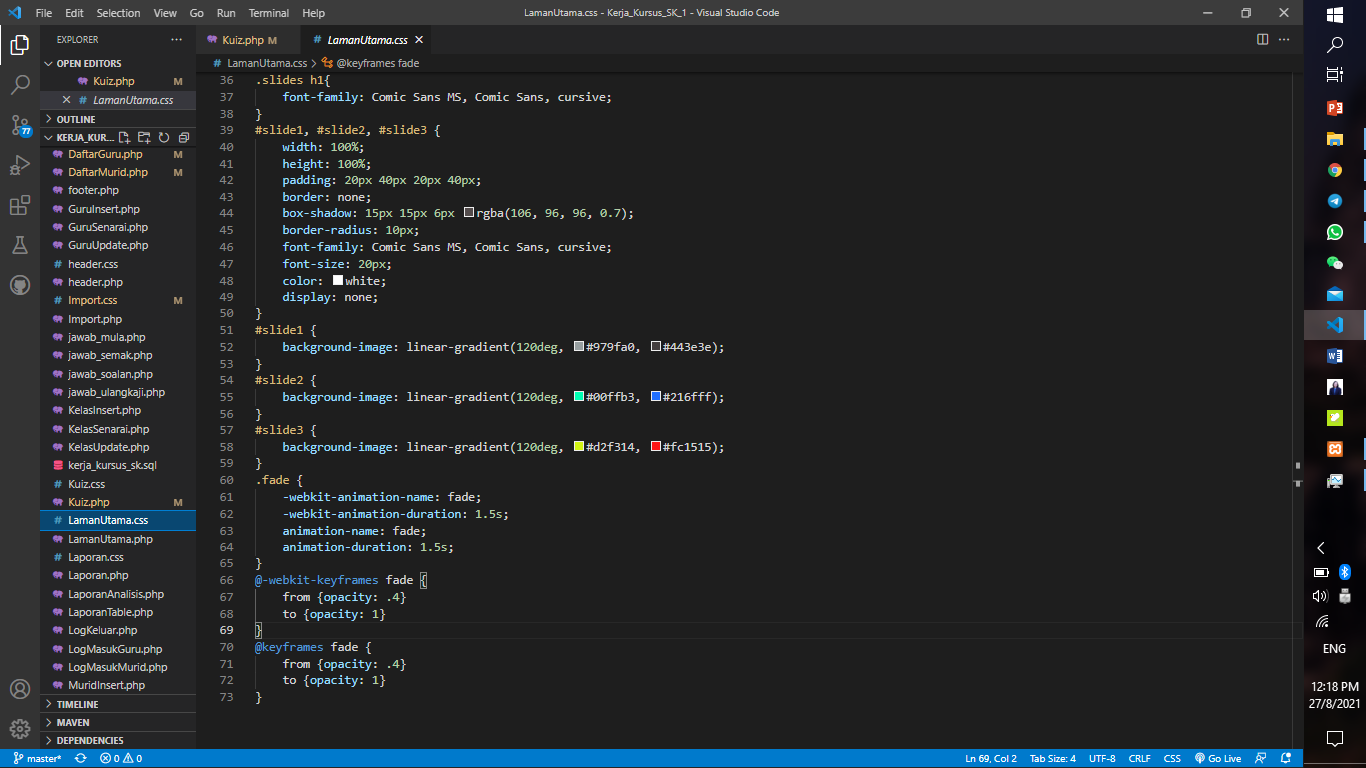 File Edit Selection View Go Run Terminal Help
LamanUtama.css - Kerja_Kursus_SK_1 - Visual Studio Code
EXPLORER
OPEN EDITORS
Kuiz.php M
LamanUtama.css
OUTLINE
KERJA_KUR...
DaftarGuru.php M
DaftarMurid.php M
footer.php
GuruInsert.php
GuruSenarai.php
GuruUpdate.php
header.css
header.php
Import.css M
Import.php
jawab_mula.php
jawab_semak.php
jawab_soalan.php
jawab_ulangkaji.php
KelasInsert.php
KelasSenarai.php
KelasUpdate.php
kerja_kursus_sk.sql
Kuiz.css
Kuiz.php M
LamanUtama.css
LamanUtama.php
Laporan.css
Laporan.php
LaporanAnalisis.php
LaporanTable.php
LogKeluar.php
LogMasukGuru.php
LogMasukMurid.php
MuridInsert.php
TIMELINE
MAVEN
DEPENDENCIES
77
Kuiz.php M
# LamanUtama.css
# LamanUtama.css > @keyframes fade
36 .slides h1{
37 font-family: Comic Sans MS, Comic Sans, cursive;
38 }
39 #slide1, #slide2, #slide3 {
40 width: 100%;
41 height: 100%;
42 padding: 20px 40px 20px 40px;
43 border: none;
44 box-shadow: 15px 15px 6px rgba(106, 96, 96, 0.7);
45 border-radius: 10px;
46 font-family: Comic Sans MS, Comic Sans, cursive;
47 font-size: 20px;
48 color: white;
49 display: none;
50 }
51 #slide1 {
52 background-image: linear-gradient(120deg, #979fa0, #443e3e);
53 }
54 #slide2 {
55 background-image: linear-gradient(120deg, #00ffb3, #216fff);
56 }
57 #slide3 {
58 background-image: linear-gradient(120deg, #d2f314, #fc1515);
59 }
60 .fade {
61 -webkit-animation-name: fade;
62 -webkit-animation-duration: 1.5s;
63 animation-name: fade;
64 animation-duration: 1.5s;
65 }
66 @-webkit-keyframes fade {
67 from {opacity: .4}
68 to {opacity: 1}
69 }
70 @keyframes fade {
71 from {opacity: .4}
72 to {opacity: 1}
73 }
master* 0 0
Ln 69, Col 2 Tab Size: 4 UTF-8 CRLF CSS Go Live
ENG
12:18 PM
27/8/2021